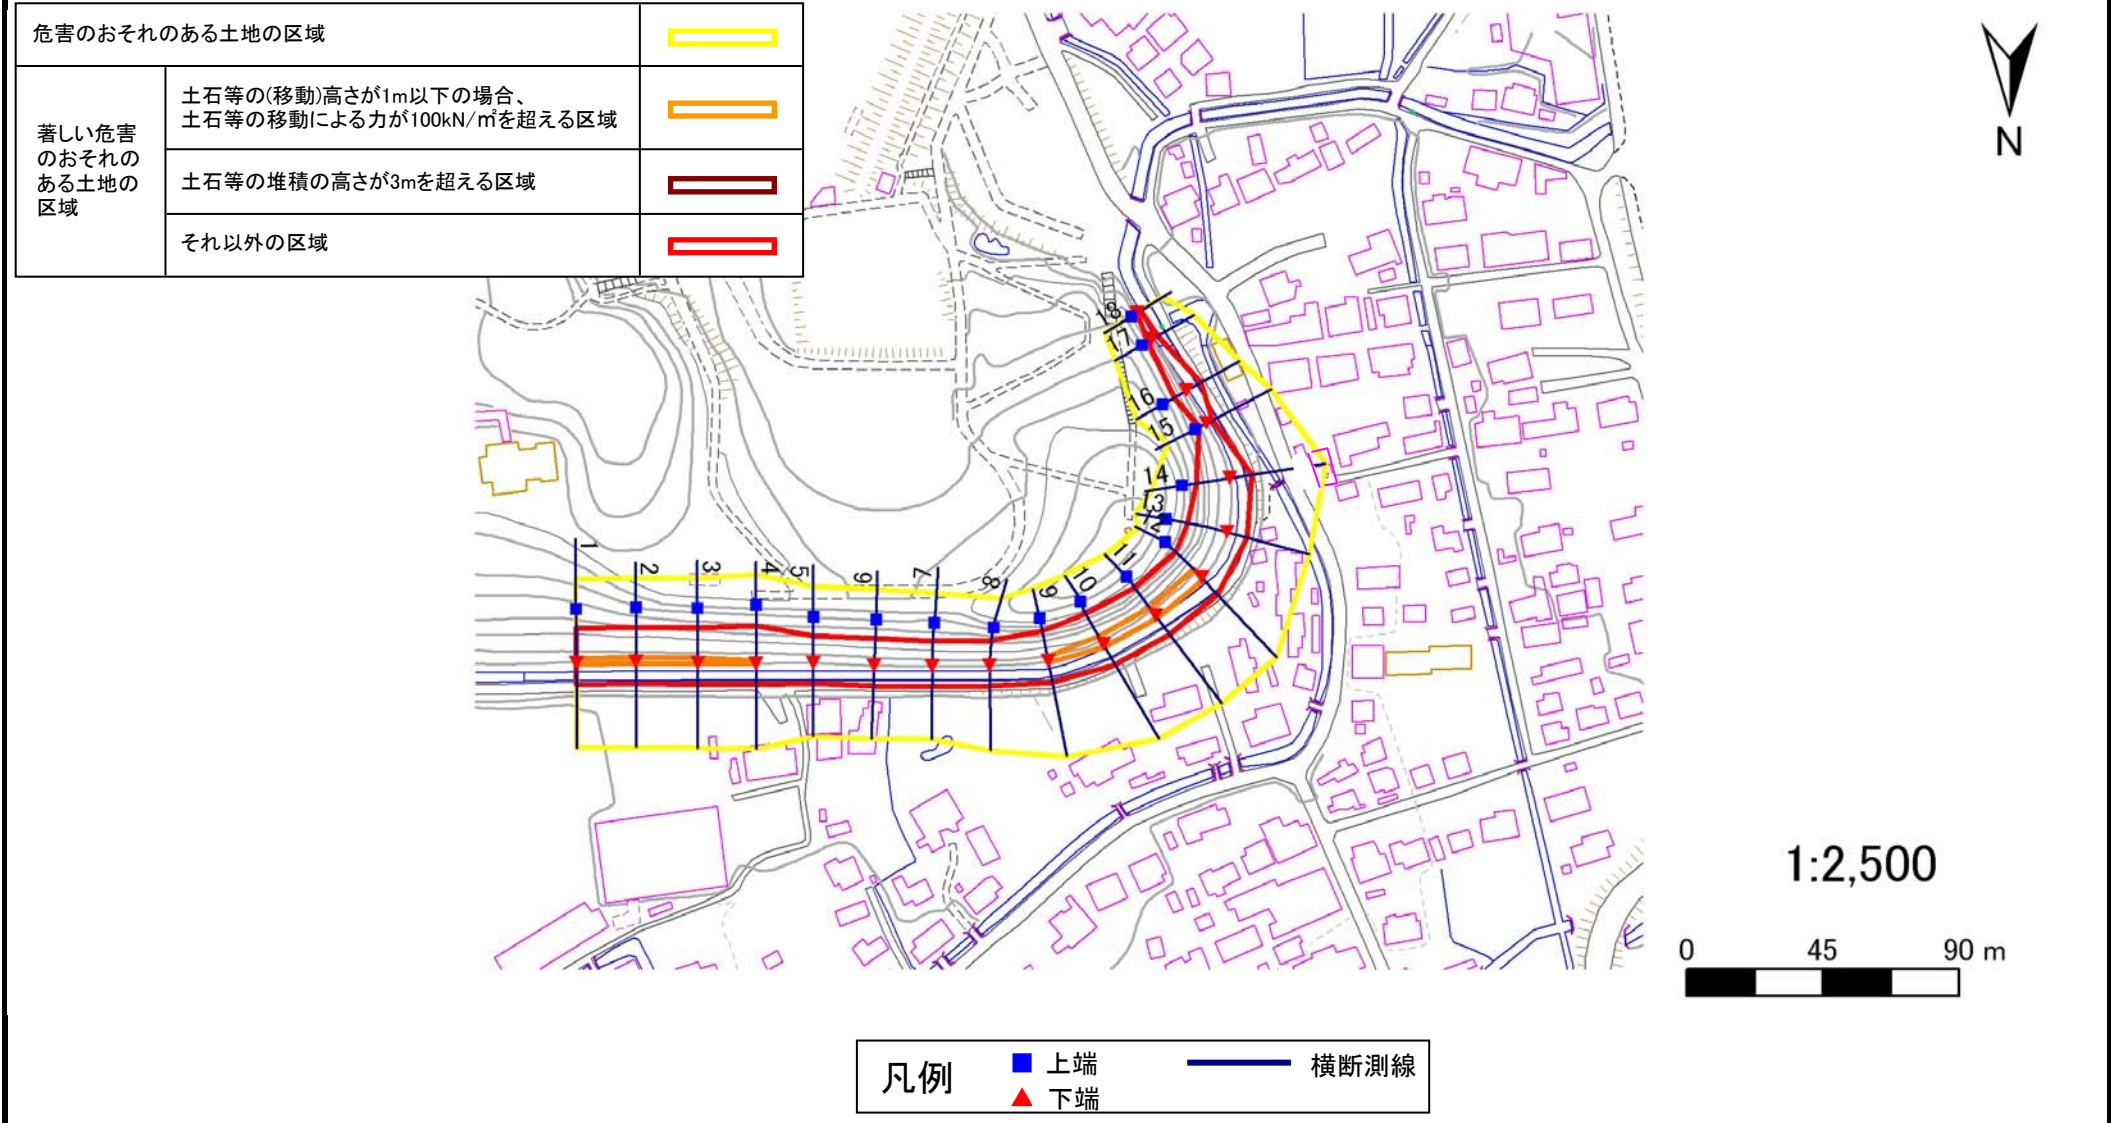 危害のおそれのある土地の区域
著しい危害
のおそれの
ある土地の
区域
土石等の(移動)高さが1m以下の場合、
土石等の移動による力が100kN/㎡を超える区域
土石等の堆積の高さが3mを超える区域
それ以外の区域
N
18
17
16
15
14
13
12
11
10
9
8
7
6
5
4
3
2
1
1:2,500
0 45 90 m
凡例
上端
下端
横断測線